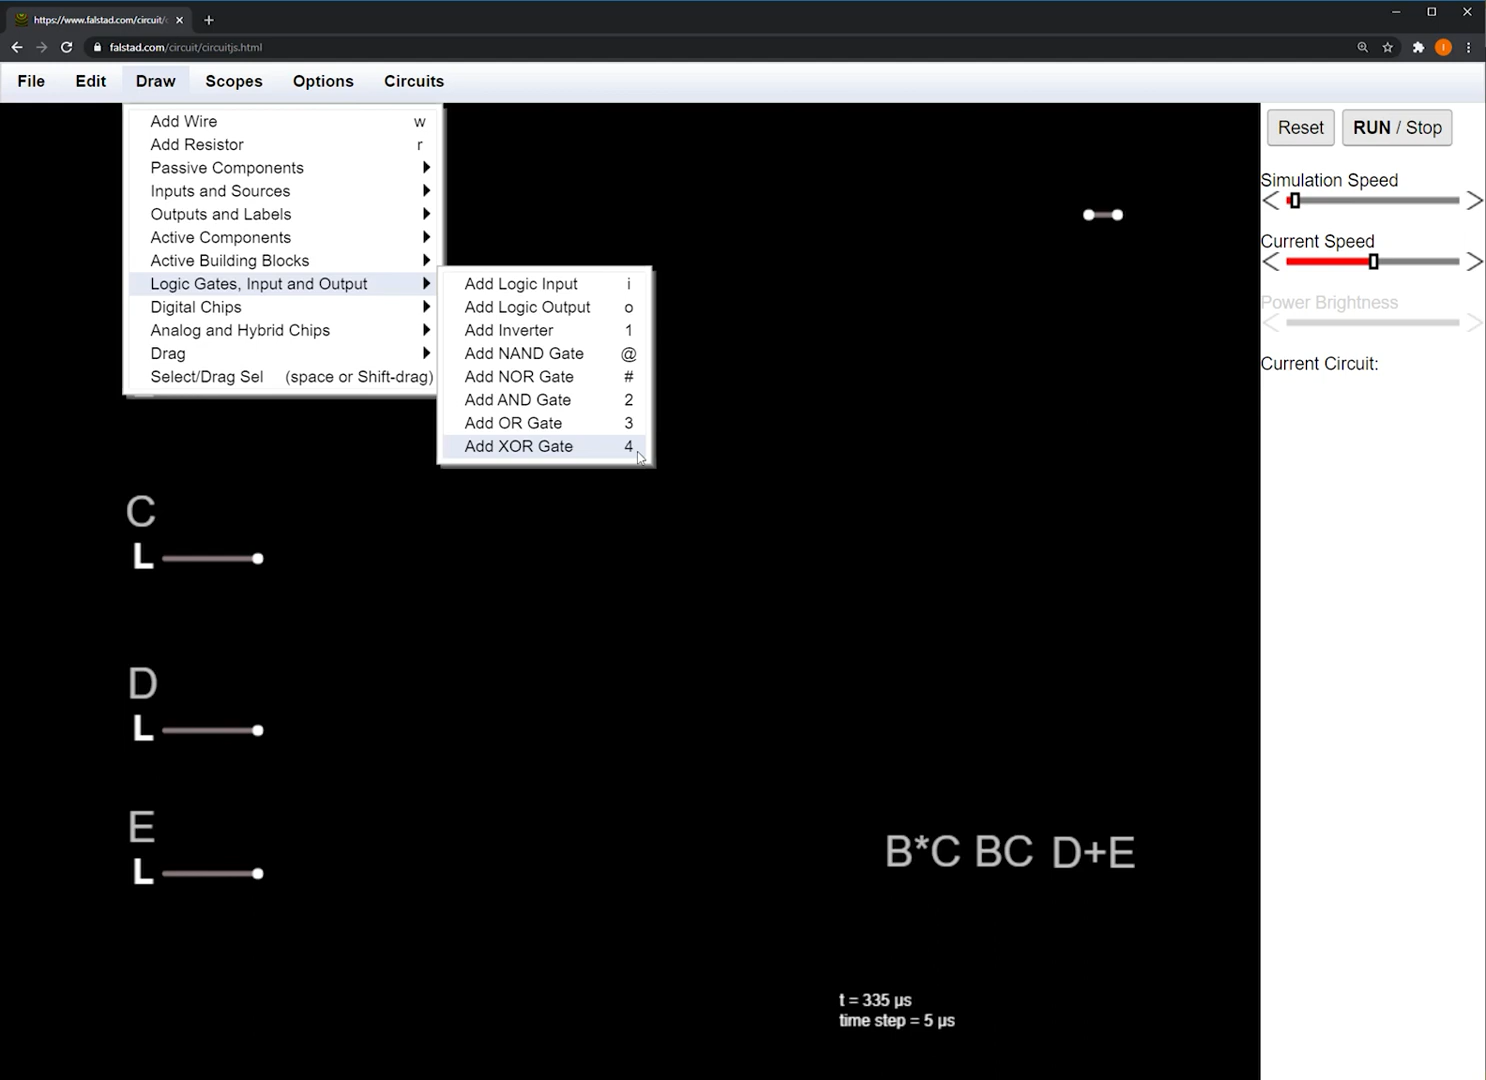 https://www.falstad.com/circuit/c
falstad.com/circuit/circuitjs.html
File Edit Draw Scopes Options Circuits
Add Wire w
Add Resistor r
Passive Components
Inputs and Sources
Outputs and Labels
Active Components
Active Building Blocks
Logic Gates, Input and Output
Digital Chips
Analog and Hybrid Chips
Drag
Select/Drag Sel (space or Shift-drag)
Add Logic Input i
Add Logic Output o
Add Inverter 1
Add NAND Gate @
Add NOR Gate #
Add AND Gate 2
Add OR Gate 3
Add XOR Gate 4
Reset RUN / Stop
Simulation Speed
Current Speed
Power Brightness
Current Circuit:
C
L
D
L
E
L
B*C BC D+E
t = 335 µs
time step = 5 µs